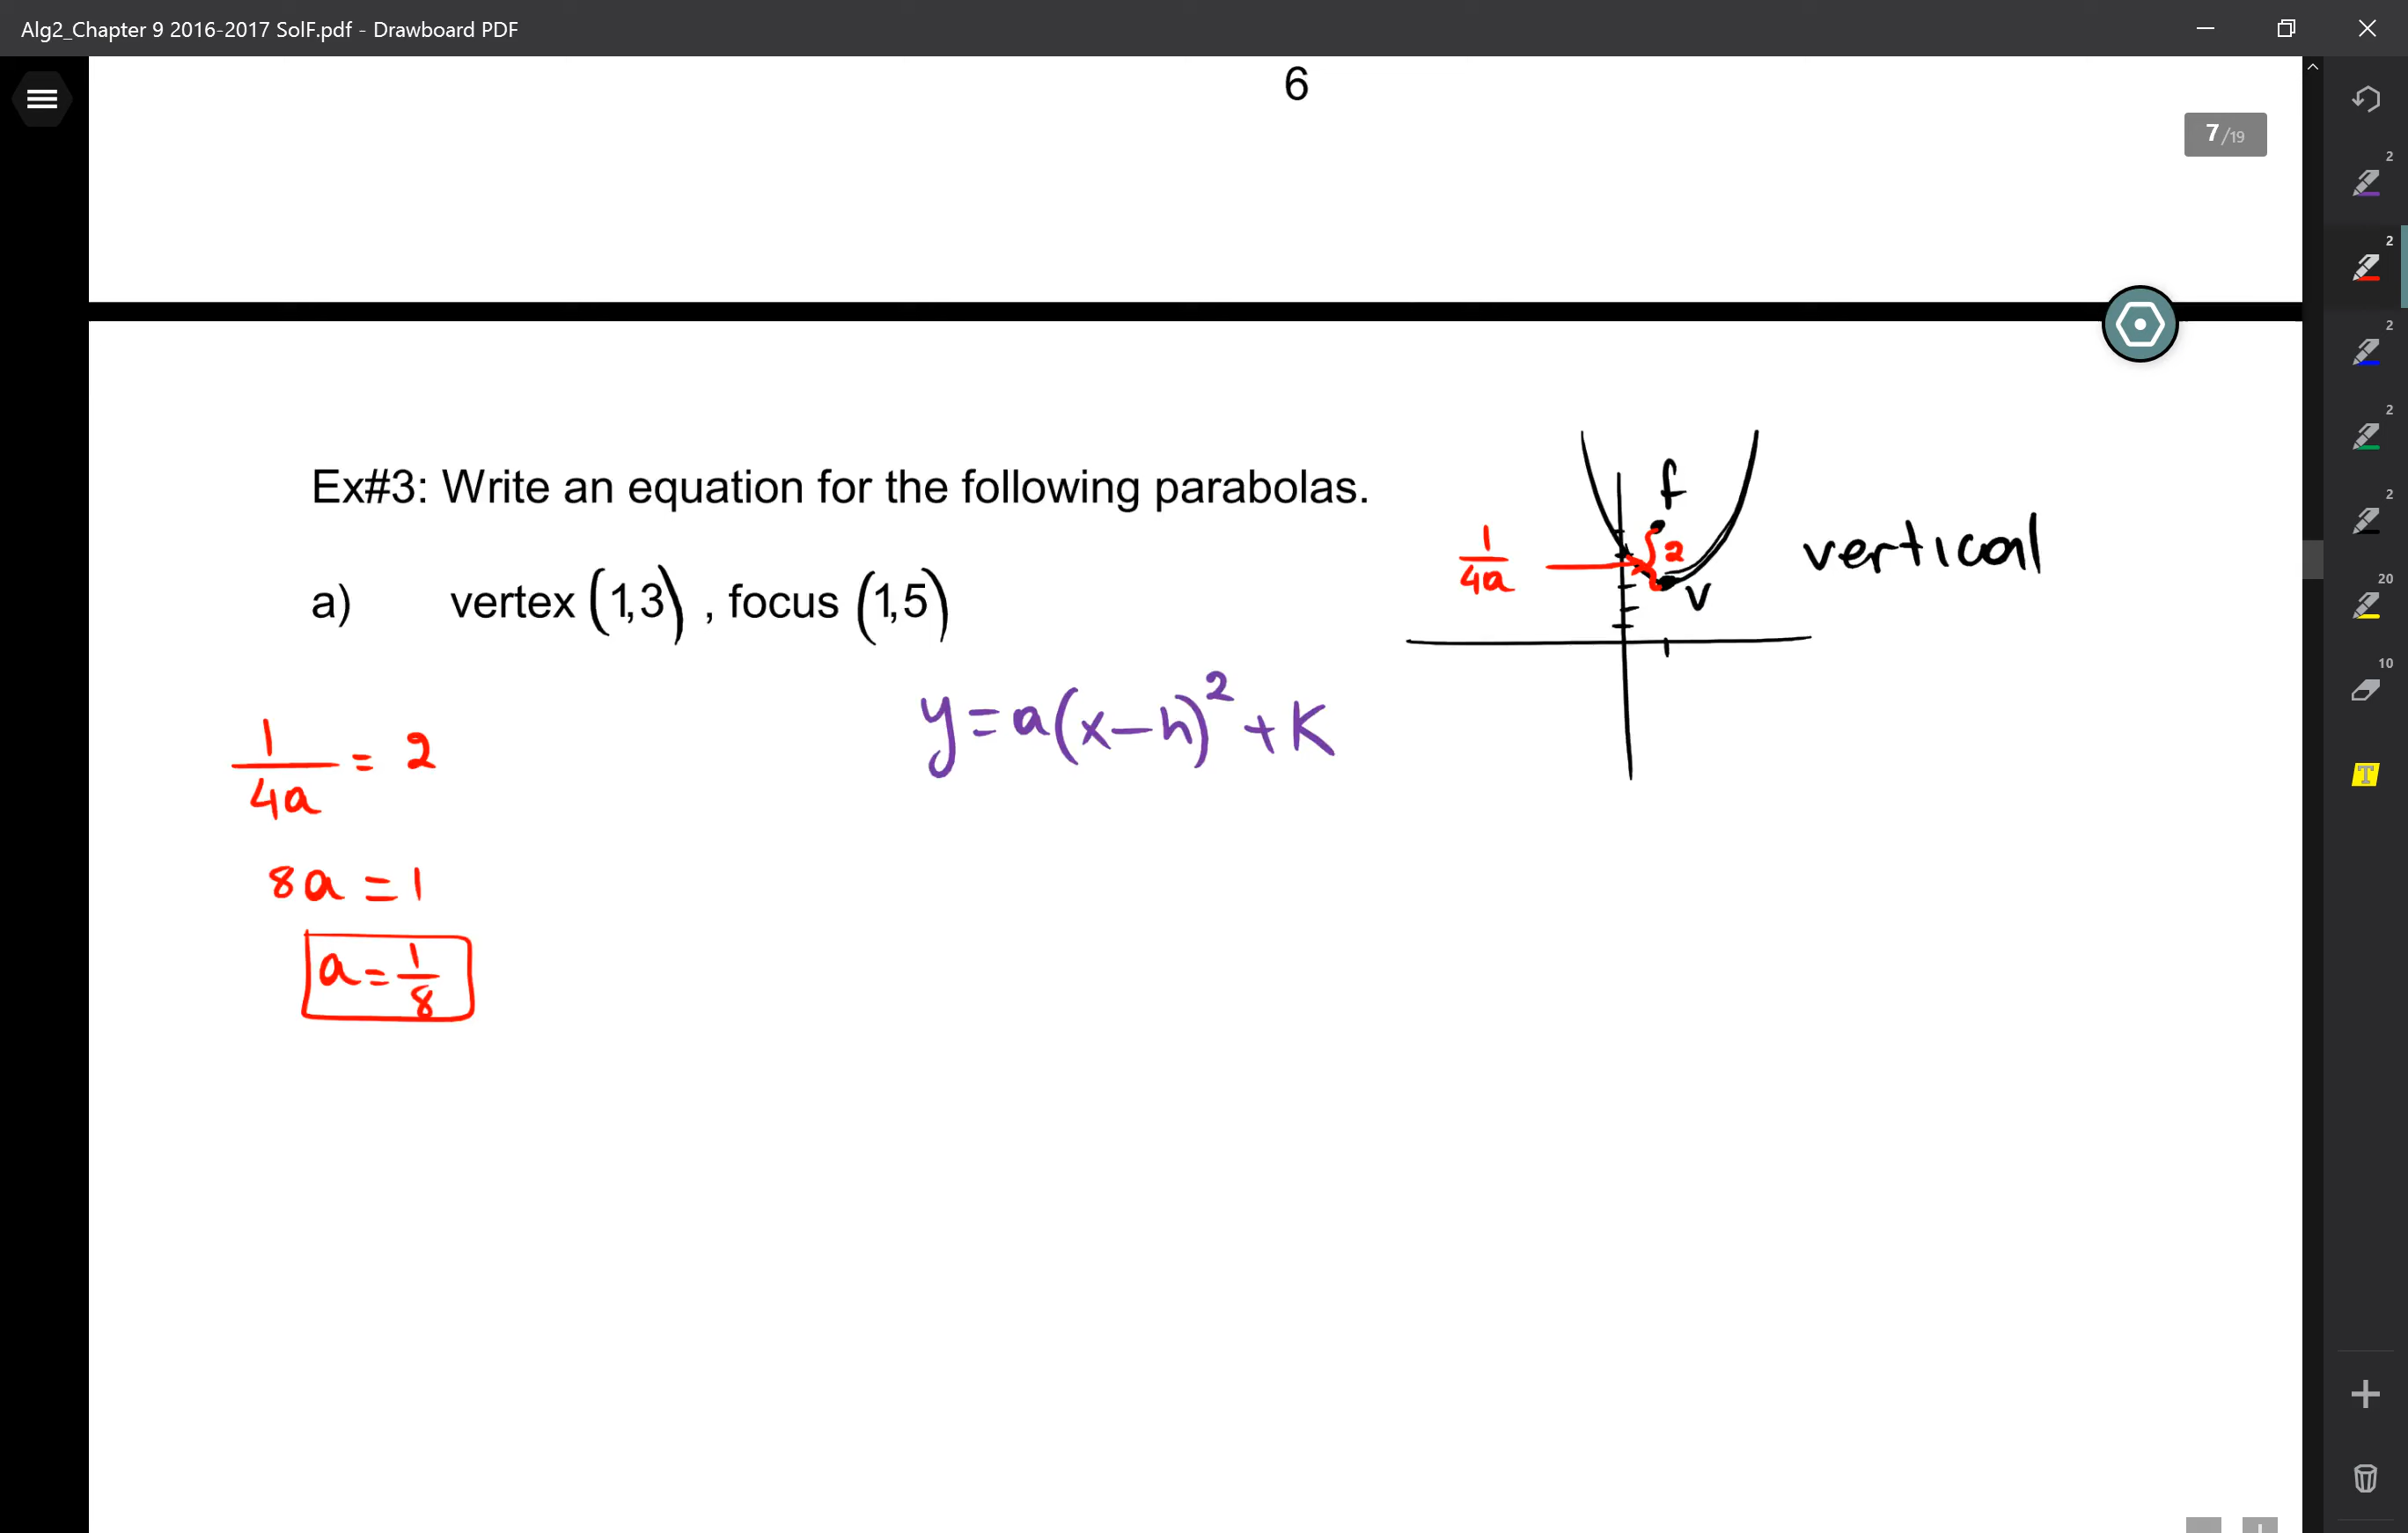 Alg2_Chapter 9 2016-2017 SolF.pdf - Drawboard PDF
6
7/19
2
2
2
2
2
20
10
T
Ex#3: Write an equation for the following parabolas.
a) vertex (1,3) , focus (1,5)
f
1/4a
2
v
vertical
y=a(x-h)²+K
1/4a = 2
8a = 1
a = 1/8